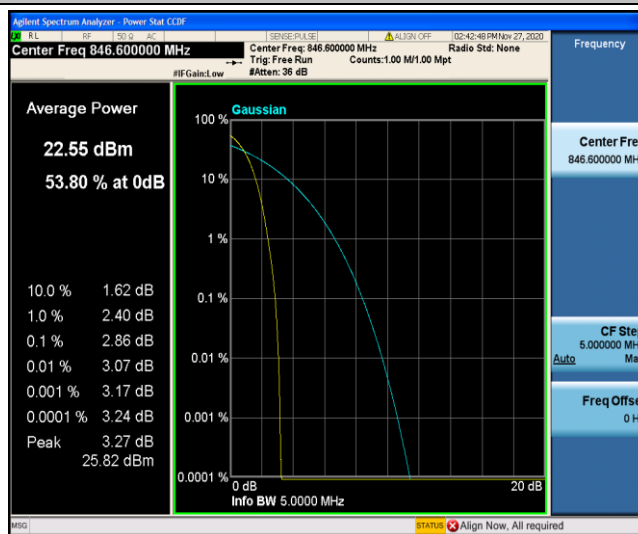 Agilent Spectrum Analyzer - Power Stat CCDF
RL RF 50 Ω AC SENSE:PULSE ALIGN OFF 02:42:48 PM Nov 27, 2020
Center Freq 846.600000 MHz
Center Freq: 846.600000 MHz Radio Std: None
Trig: Free Run Counts:1.00 M/1.00 Mpt
#IFGain:Low #Atten: 36 dB
Frequency
Average Power
22.55 dBm
53.80 % at 0dB
10.0 % 1.62 dB
1.0 % 2.40 dB
0.1 % 2.86 dB
0.01 % 3.07 dB
0.001 % 3.17 dB
0.0001 % 3.24 dB
Peak 3.27 dB
25.82 dBm
Gaussian
100 %
10 %
1 %
0.1 %
0.01 %
0.001 %
0.0001 %
0 dB 20 dB
Info BW 5.0000 MHz
Center Fre
846.600000 MH
CF Ste
5.000000 MH
Auto Ma
Freq Offse
0 H
MSG STATUS Align Now, All required